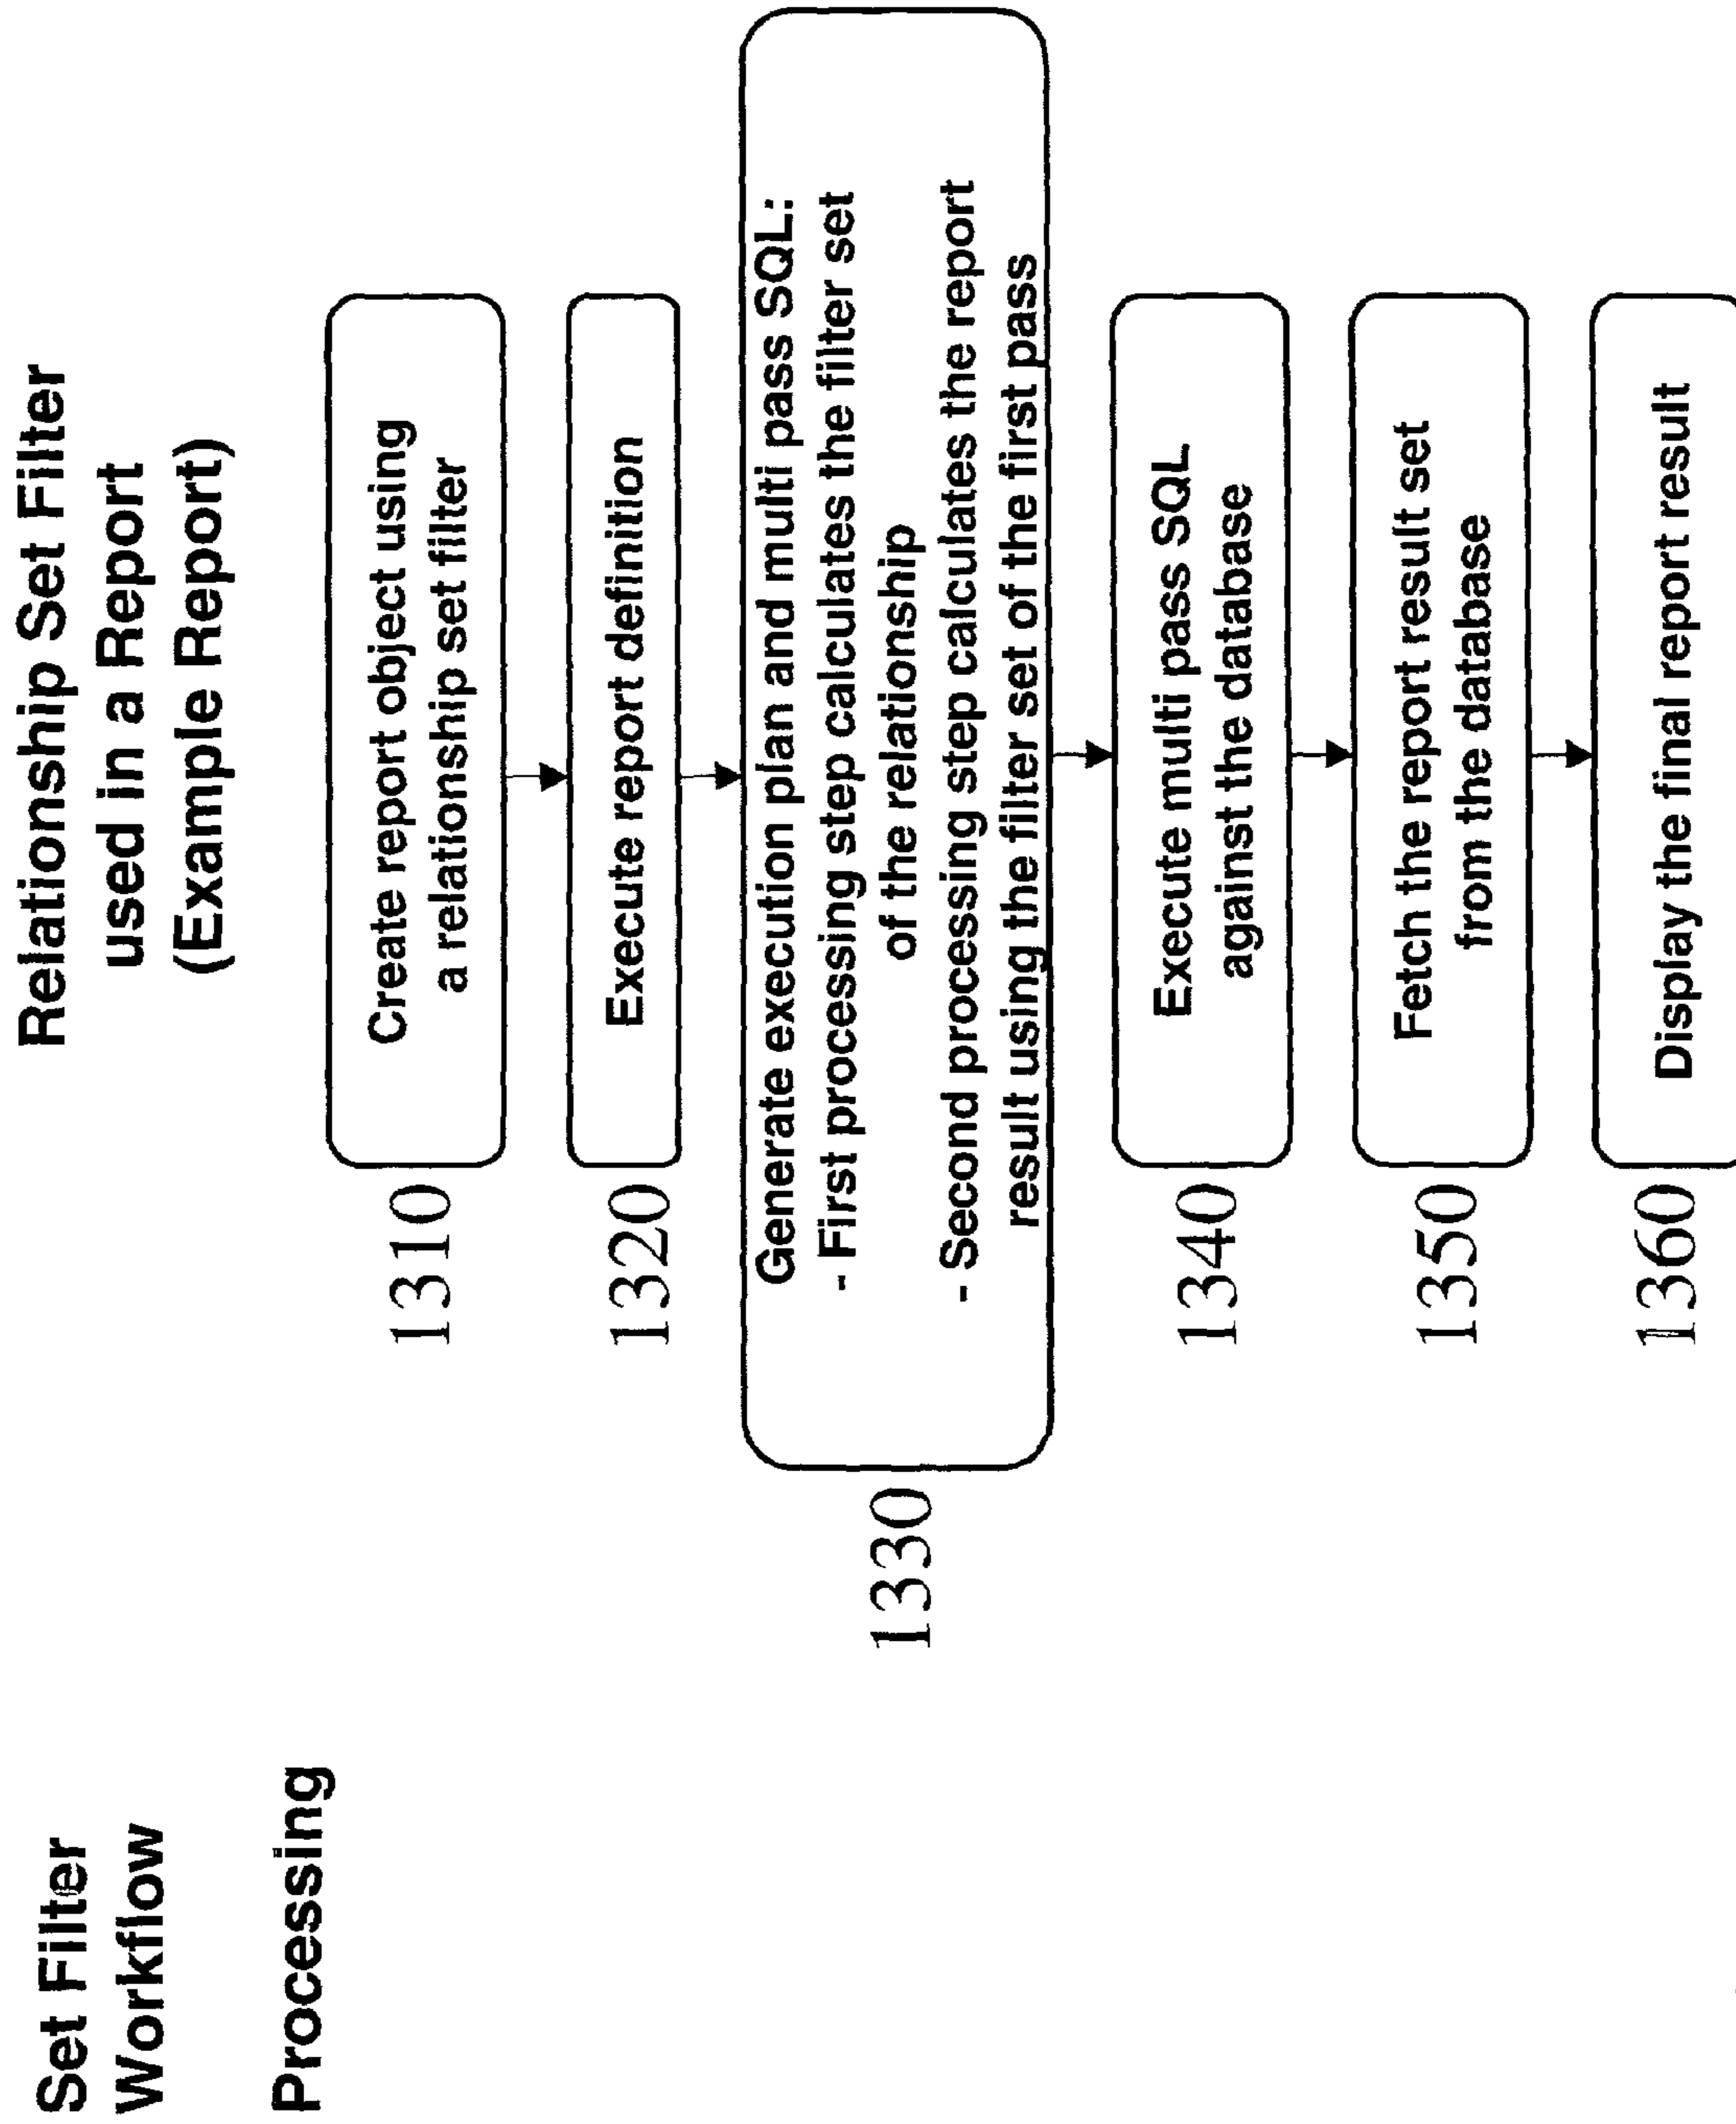 Set Filter
Workflow
Processing
Relationship Set Filter
used in a Report
(Example Report)
1310
Create report object using
a relationship set filter
1320
Execute report definition
1330
Generate execution plan and multi pass SQL:
- First processing step calculates the filter set
of the relationship
- Second processing step calculates the report
result using the filter set of the first pass
1340
Execute multi pass SQL
against the database
1350
Fetch the report result set
from the database
1360
Display the final report result